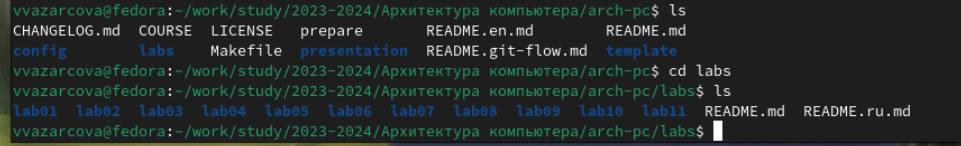 vvazarcova@fedora:~/work/study/2023-2024/Архитектура компьютера/arch-pc$ ls
CHANGELOG.md COURSE LICENSE prepare README.en.md README.md
config labs Makefile presentation README.git-flow.md template
vvazarcova@fedora:~/work/study/2023-2024/Архитектура компьютера/arch-pc$ cd labs
vvazarcova@fedora:~/work/study/2023-2024/Архитектура компьютера/arch-pc/labs$ ls
lab01 lab02 lab03 lab04 lab05 lab06 lab07 lab08 lab09 lab10 lab11 README.md README.ru.md
vvazarcova@fedora:~/work/study/2023-2024/Архитектура компьютера/arch-pc/labs$